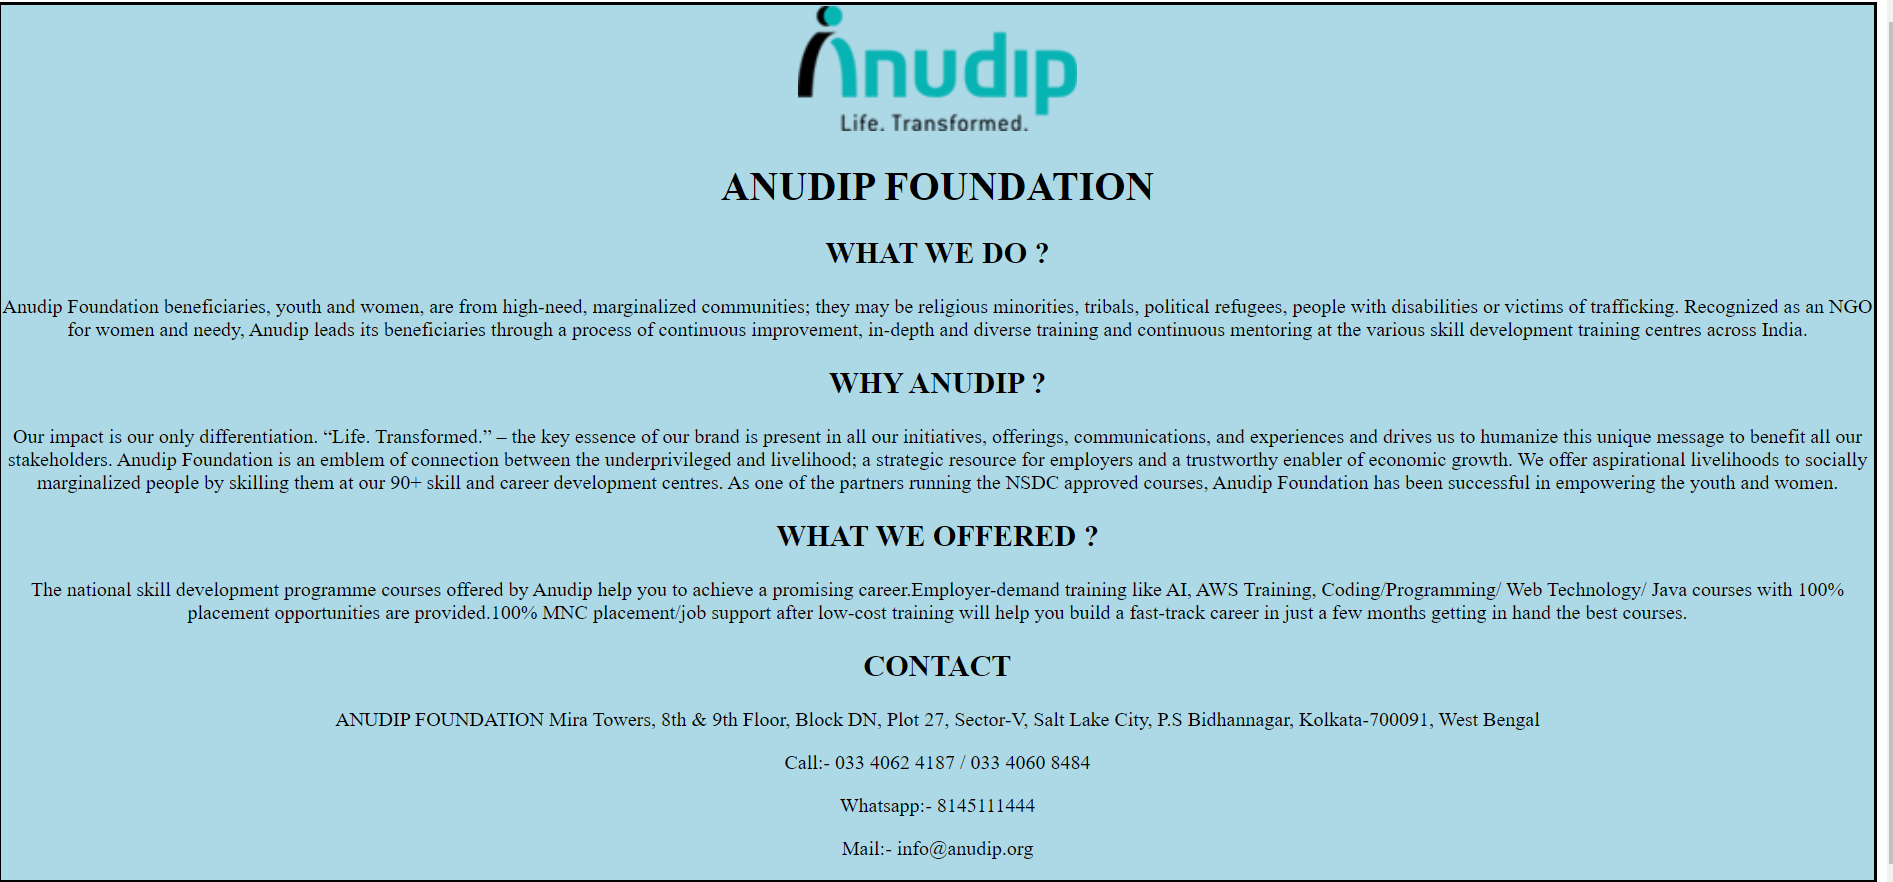 Anudip
Life. Transformed.
ANUDIP FOUNDATION
WHAT WE DO ?
Anudip Foundation beneficiaries, youth and women, are from high-need, marginalized communities; they may be religious minorities, tribals, political refugees, people with disabilities or victims of trafficking. Recognized as an NGO
for women and needy, Anudip leads its beneficiaries through a process of continuous improvement, in-depth and diverse training and continuous mentoring at the various skill development training centres across India.
WHY ANUDIP ?
Our impact is our only differentiation. “Life. Transformed.” – the key essence of our brand is present in all our initiatives, offerings, communications, and experiences and drives us to humanize this unique message to benefit all our
stakeholders. Anudip Foundation is an emblem of connection between the underprivileged and livelihood; a strategic resource for employers and a trustworthy enabler of economic growth. We offer aspirational livelihoods to socially
marginalized people by skilling them at our 90+ skill and career development centres. As one of the partners running the NSDC approved courses, Anudip Foundation has been successful in empowering the youth and women.
WHAT WE OFFERED ?
The national skill development programme courses offered by Anudip help you to achieve a promising career.Employer-demand training like AI, AWS Training, Coding/Programming/ Web Technology/ Java courses with 100%
placement opportunities are provided.100% MNC placement/job support after low-cost training will help you build a fast-track career in just a few months getting in hand the best courses.
CONTACT
ANUDIP FOUNDATION Mira Towers, 8th & 9th Floor, Block DN, Plot 27, Sector-V, Salt Lake City, P.S Bidhannagar, Kolkata-700091, West Bengal
Call:- 033 4062 4187 / 033 4060 8484
Whatsapp:- 8145111444
Mail:- info@anudip.org